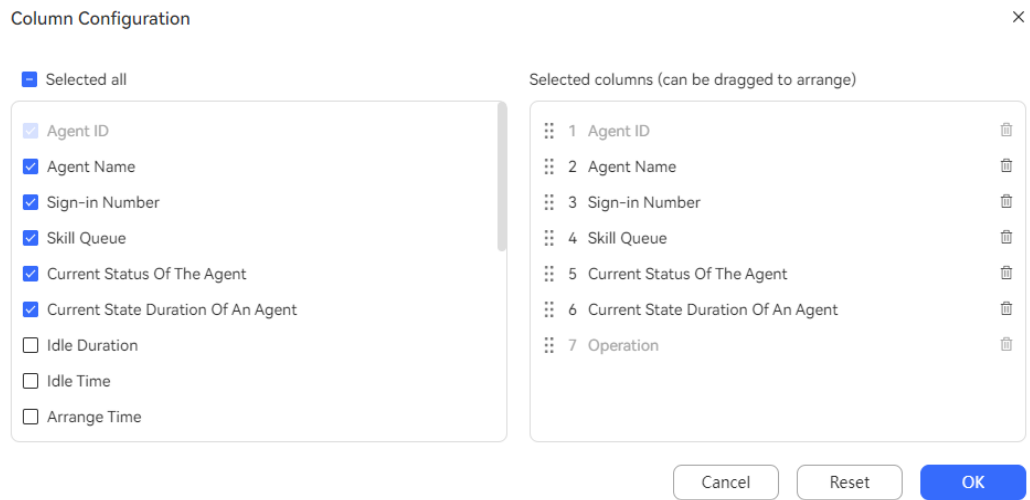 Column Configuration
Selected all
Agent ID
Agent Name
Sign-in Number
Skill Queue
Current Status Of The Agent
Current State Duration Of An Agent
Idle Duration
Idle Time
Arrange Time
Selected columns (can be dragged to arrange)
1 Agent ID
2 Agent Name
3 Sign-in Number
4 Skill Queue
5 Current Status Of The Agent
6 Current State Duration Of An Agent
7 Operation
Cancel
Reset
OK